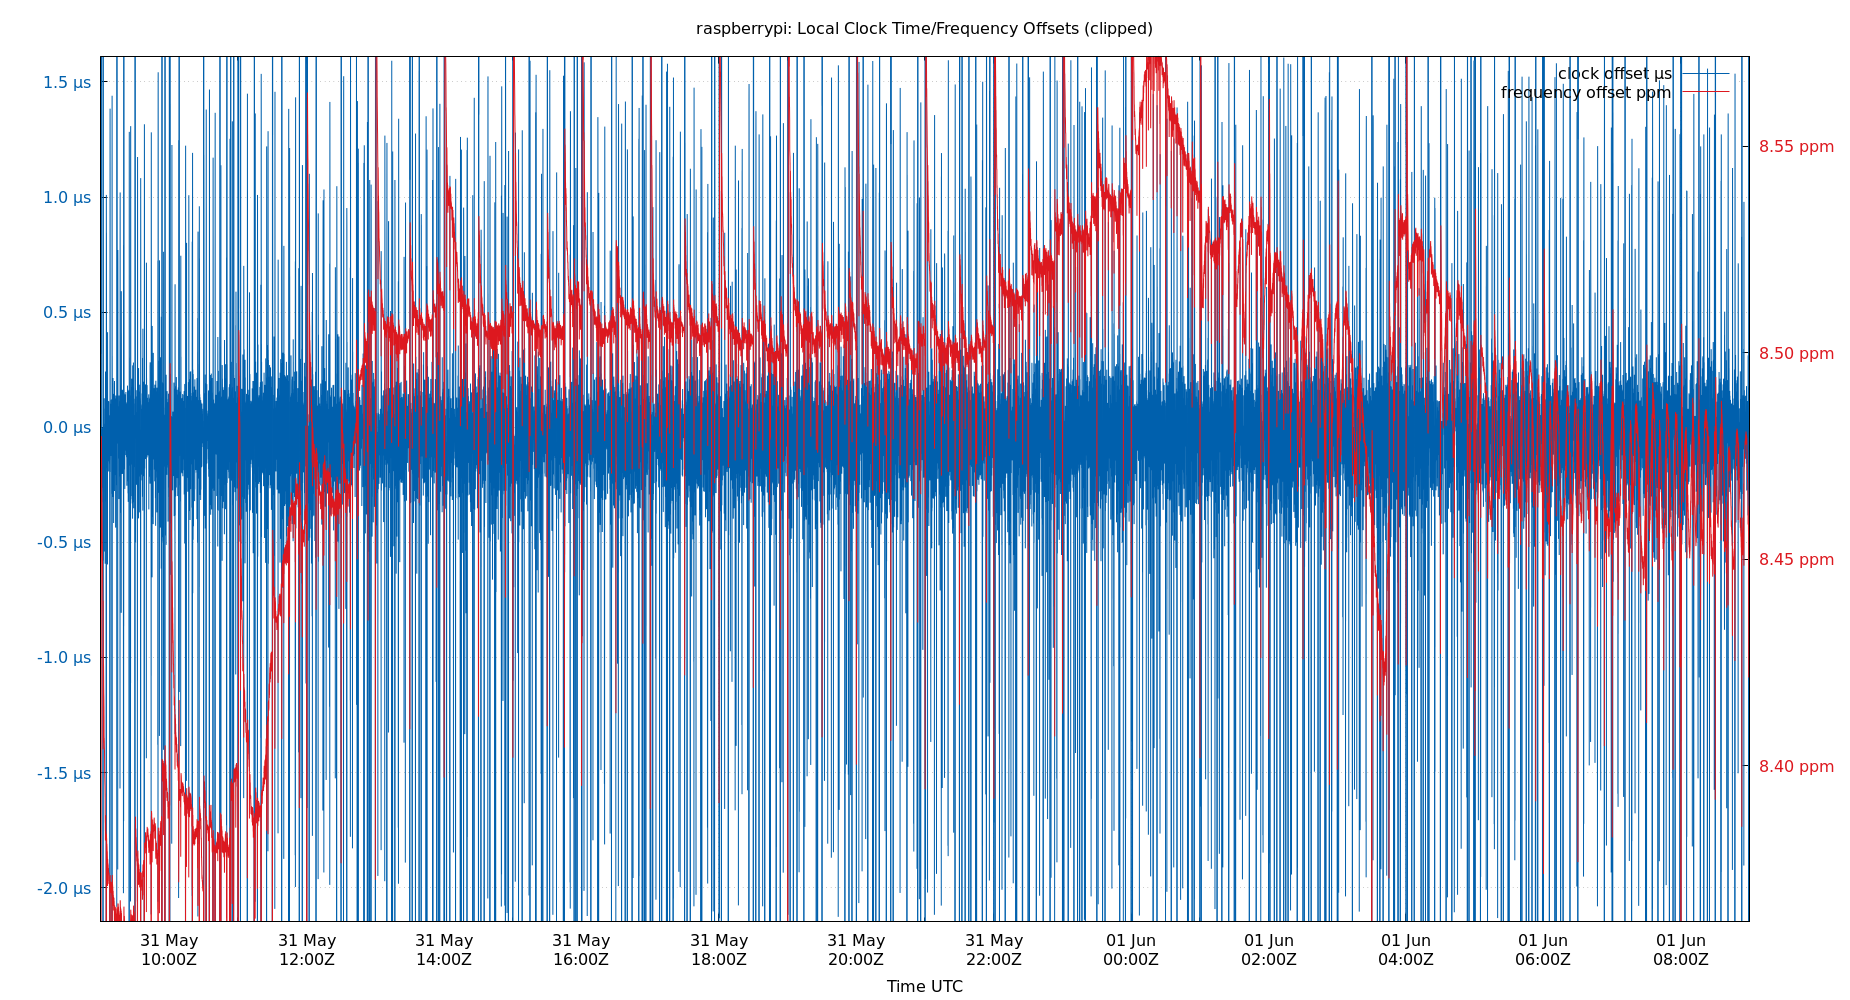 raspberrypi: Local Clock Time/Frequency Offsets (clipped)
clock offset µs
frequency offset ppm
1.5 µs
1.0 µs
0.5 µs
0.0 µs
-0.5 µs
-1.0 µs
-1.5 µs
-2.0 µs
8.55 ppm
8.50 ppm
8.45 ppm
8.40 ppm
31 May 31 May 31 May 31 May 31 May 31 May 31 May 01 Jun 01 Jun 01 Jun 01 Jun 01 Jun
10:00Z 12:00Z 14:00Z 16:00Z 18:00Z 20:00Z 22:00Z 00:00Z 02:00Z 04:00Z 06:00Z 08:00Z
Time UTC